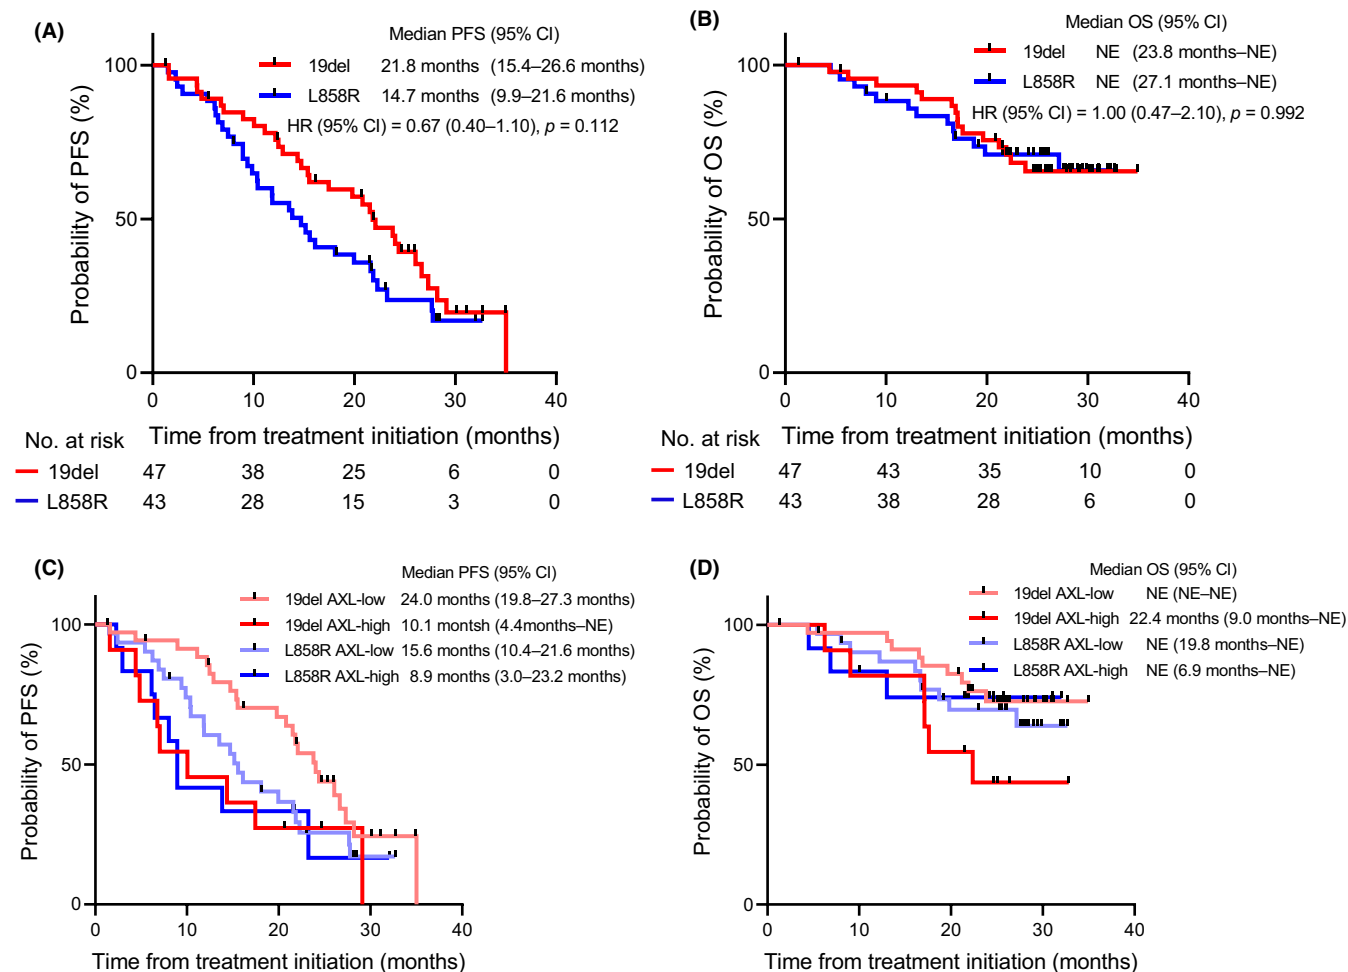 (A)
Median PFS (95% CI)
19del 21.8 months (15.4–26.6 months)
L858R 14.7 months (9.9–21.6 months)
HR (95% CI) = 0.67 (0.40–1.10), p = 0.112
Probability of PFS (%)
100
50
0
0 10 20 30 40
Time from treatment initiation (months)
No. at risk
19del 47 38 25 6 0
L858R 43 28 15 3 0
(B)
Median OS (95% CI)
19del NE (23.8 months–NE)
L858R NE (27.1 months–NE)
HR (95% CI) = 1.00 (0.47–2.10), p = 0.992
Probability of OS (%)
100
50
0
0 10 20 30 40
Time from treatment initiation (months)
No. at risk
19del 47 43 35 10 0
L858R 43 38 28 6 0
(C)
Median PFS (95% CI)
19del AXL-low 24.0 months (19.8–27.3 months)
19del AXL-high 10.1 montsh (4.4months–NE)
L858R AXL-low 15.6 months (10.4–21.6 months)
L858R AXL-high 8.9 months (3.0–23.2 months)
Probability of PFS (%)
100
50
0
0 10 20 30 40
Time from treatment initiation (months)
(D)
Median OS (95% CI)
19del AXL-low NE (NE–NE)
19del AXL-high 22.4 months (9.0 months–NE)
L858R AXL-low NE (19.8 months–NE)
L858R AXL-high NE (6.9 months–NE)
Probability of OS (%)
100
50
0
0 10 20 30 40
Time from treatment initiation (months)